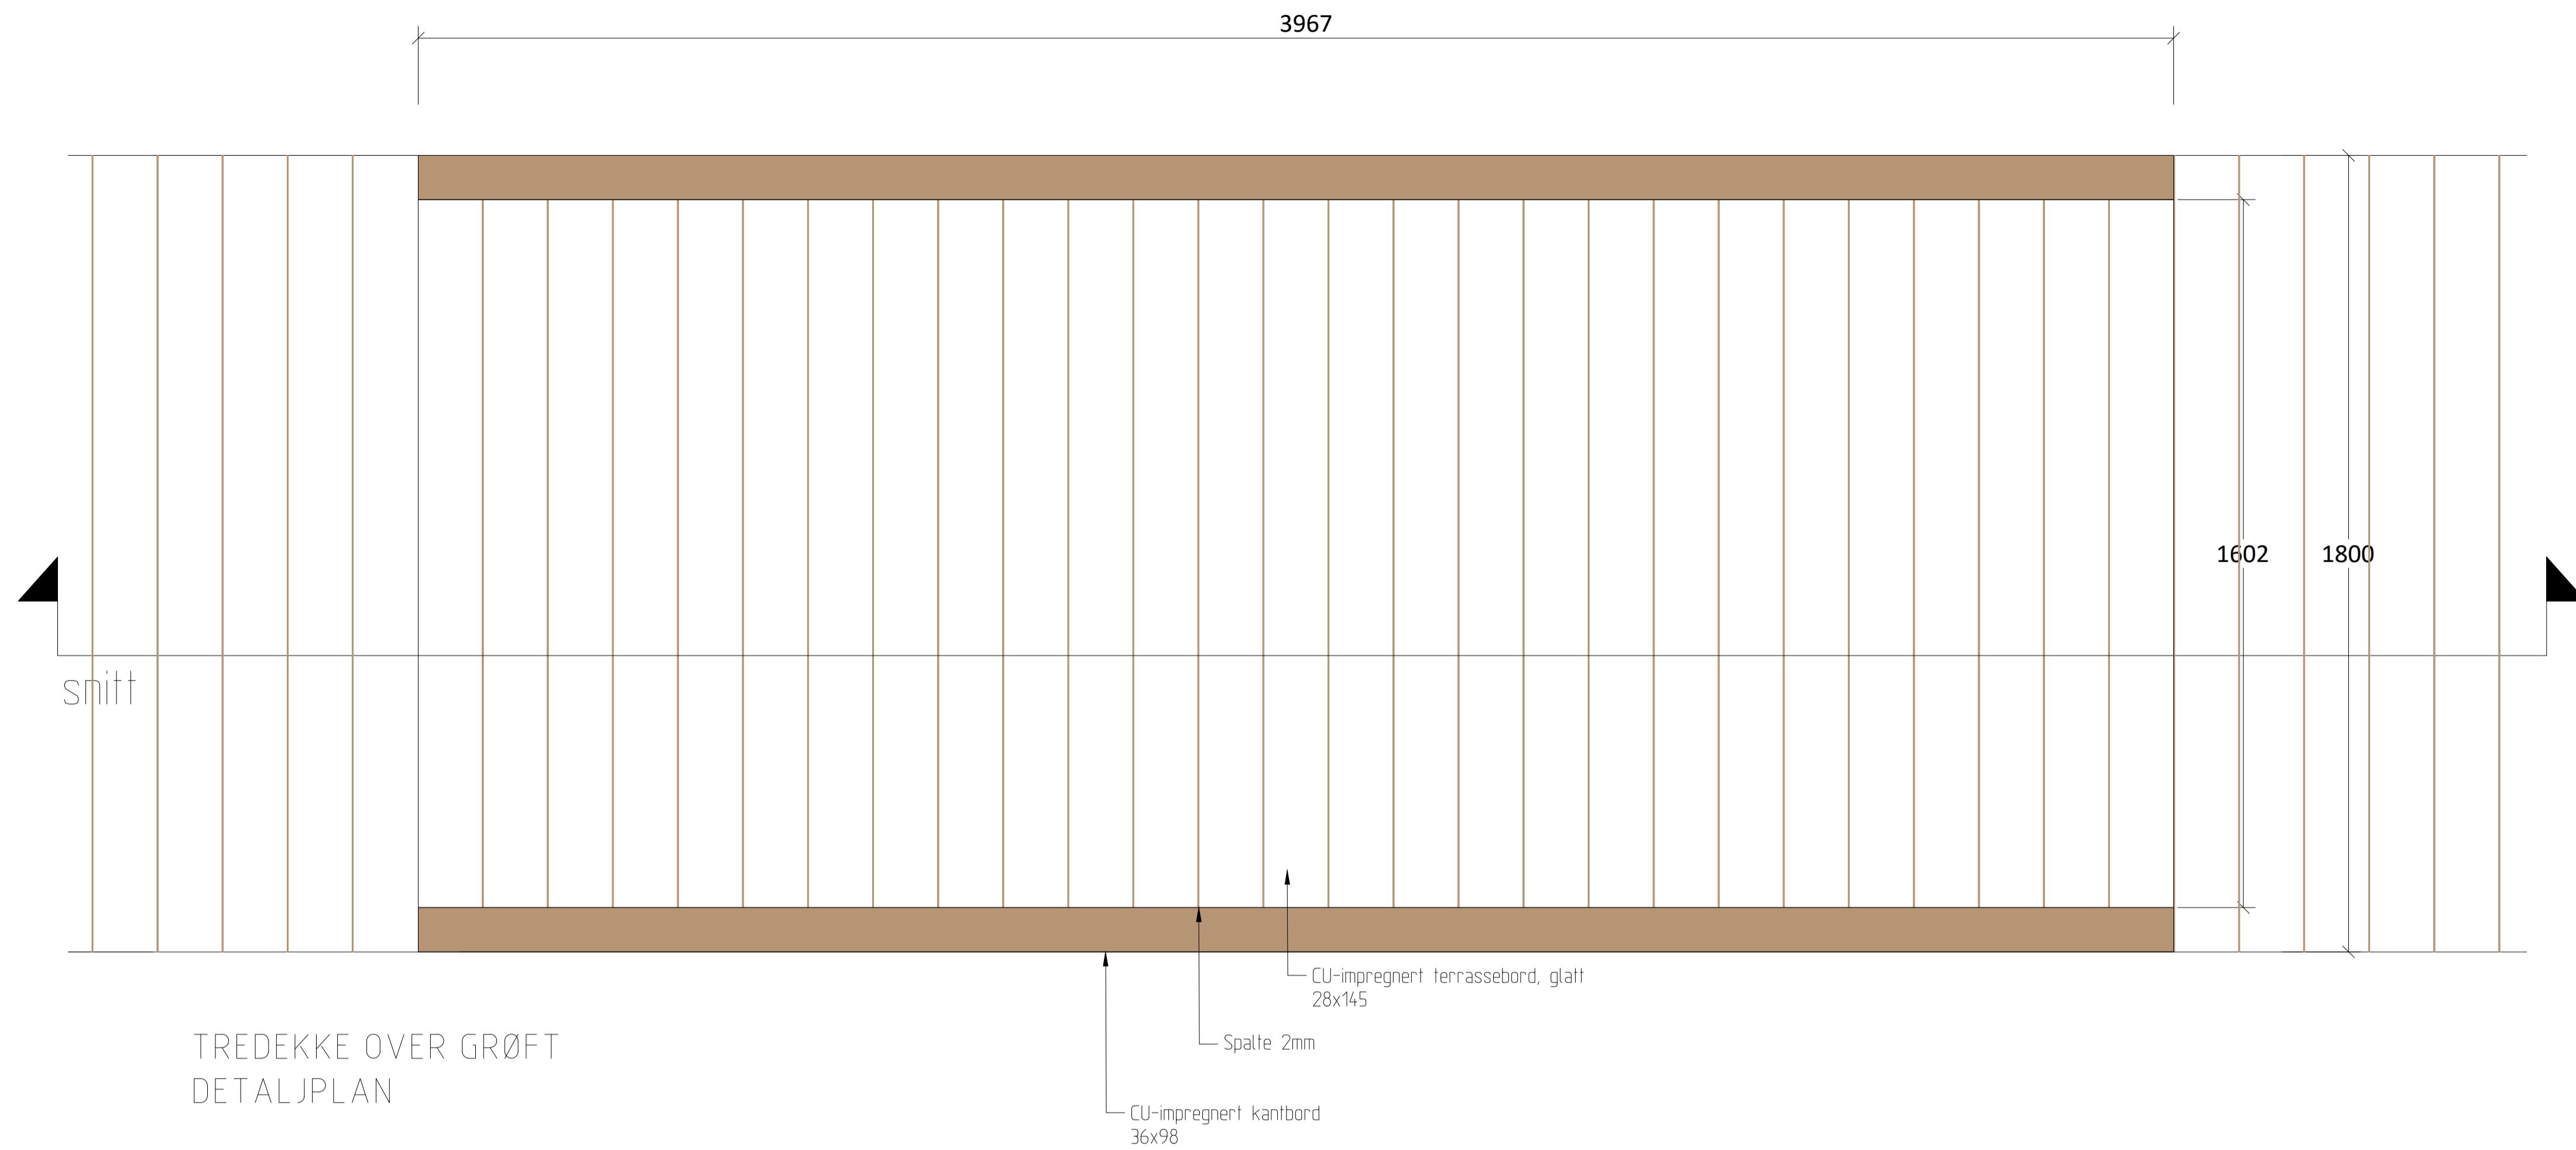 3967
1602
1800
snitt
CU-impregnert terrassebord, glatt
28x145
Spalte 2mm
TREDEKKE OVER GRØFT
DETALJPLAN
CU-impregnert kantbord
36x98